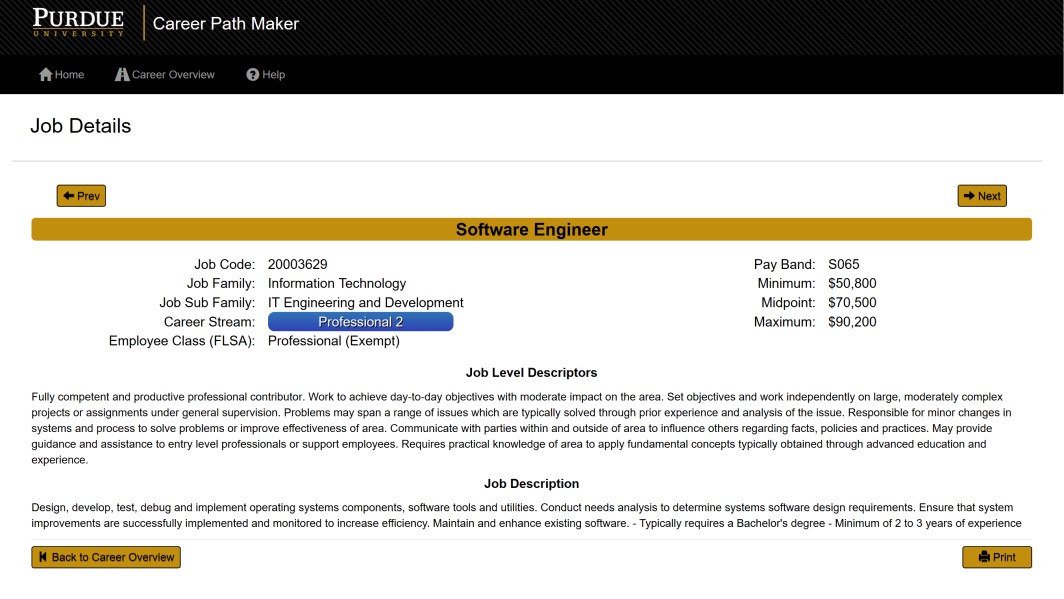 PURDUE
UNIVERSITY
Career Path Maker
Home
Career Overview
Help
Job Details
Prev
Next
Software Engineer
Job Code: 20003629
Job Family: Information Technology
Job Sub Family: IT Engineering and Development
Career Stream: Professional 2
Employee Class (FLSA): Professional (Exempt)
Pay Band: S065
Minimum: $50,800
Midpoint: $70,500
Maximum: $90,200
Job Level Descriptors
Fully competent and productive professional contributor. Work to achieve day-to-day objectives with moderate impact on the area. Set objectives and work independently on large, moderately complex
projects or assignments under general supervision. Problems may span a range of issues which are typically solved through prior experience and analysis of the issue. Responsible for minor changes in
systems and process to solve problems or improve effectiveness of area. Communicate with parties within and outside of area to influence others regarding facts, policies and practices. May provide
guidance and assistance to entry level professionals or support employees. Requires practical knowledge of area to apply fundamental concepts typically obtained through advanced education and
experience.
Job Description
Design, develop, test, debug and implement operating systems components, software tools and utilities. Conduct needs analysis to determine systems software design requirements. Ensure that system
improvements are successfully implemented and monitored to increase efficiency. Maintain and enhance existing software. - Typically requires a Bachelor's degree - Minimum of 2 to 3 years of experience
Back to Career Overview
Print